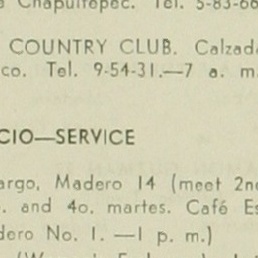 Chapultepec. Tel. 5-83-66
COUNTRY CLUB. Calzada
co. Tel. 9-54-31.—7 a. m.
CIO—SERVICE
argo, Madero 14 (meet 2nd
. and 4o. martes. Café Es
dero No. 1. —1 p. m.)